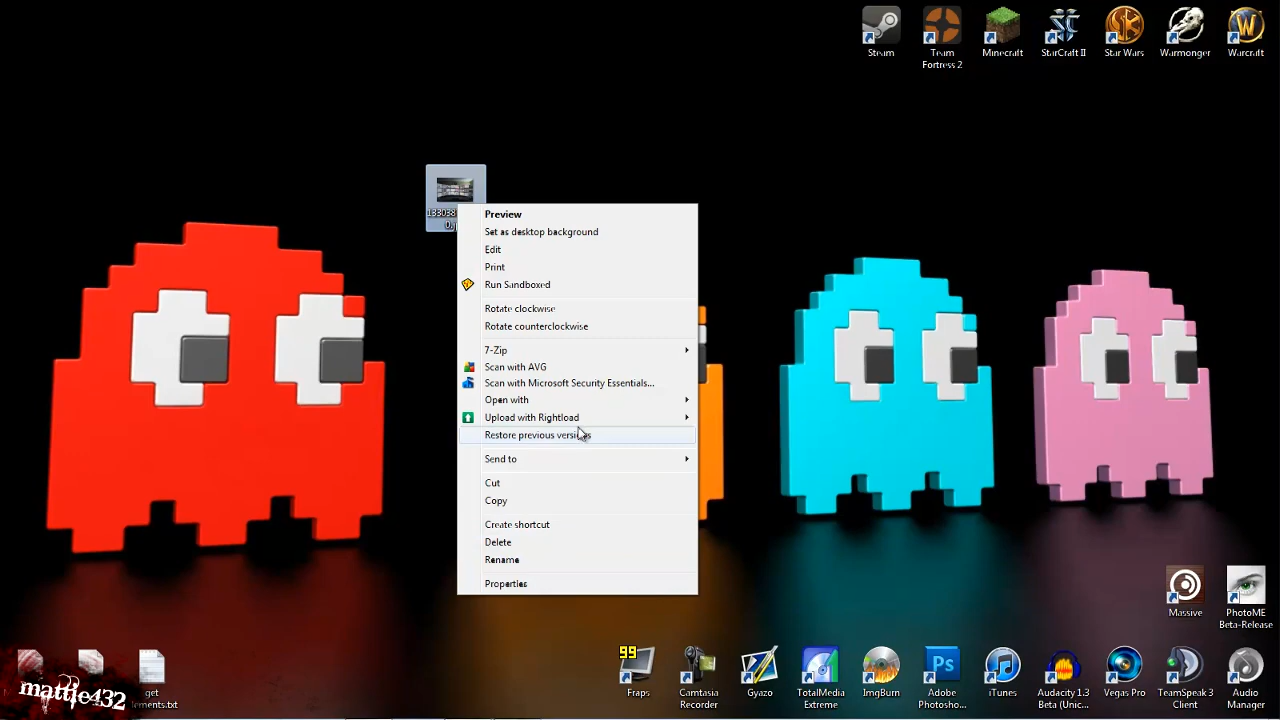 Steam
Team
Fortress 2
Minecraft
StarCraft II
Star Wars
Warmonger
Warcraft
Preview
Set as desktop background
Edit
Print
Run Sandboxed
Rotate clockwise
Rotate counterclockwise
7-Zip
Scan with AVG
Scan with Microsoft Security Essentials...
Open with
Upload with Rightload
Restore previous versions
Send to
Cut
Copy
Create shortcut
Delete
Rename
Properties
Massive
PhotoME
Beta-Release
mattle432
99
Fraps
Camtasia
Recorder
Gyazo
TotalMedia
Extreme
ImgBurn
Ps
Adobe
Photosho...
iTunes
Audacity 1.3
Beta (Unic...
Vegas Pro
TeamSpeak 3
Client
Audio
Manager